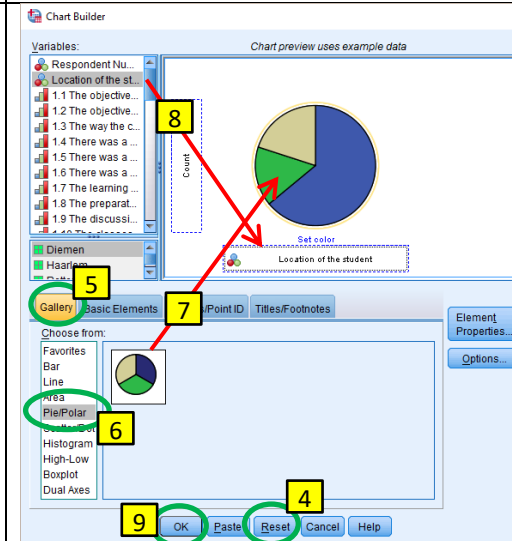 Chart Builder
Variables:
Chart preview uses example data
Respondent Nu...
Location of the st...
1.1 The objective...
1.2 The objective...
1.3 The way the c...
1.4 There was a ...
1.5 There was a ...
1.6 There was a ...
1.7 The learning ...
1.8 The preparat...
1.9 The discussi...
Diemen
Haarlem
8
Count
Set color
Location of the student
5
7
Gallery
Basic Elements
/Point ID
Titles/Footnotes
Element
Properties...
Options...
Choose from:
Favorites
Bar
Line
Area
Pie/Polar
6
Histogram
High-Low
Boxplot
Dual Axes
4
9
OK
Paste
Reset
Cancel
Help